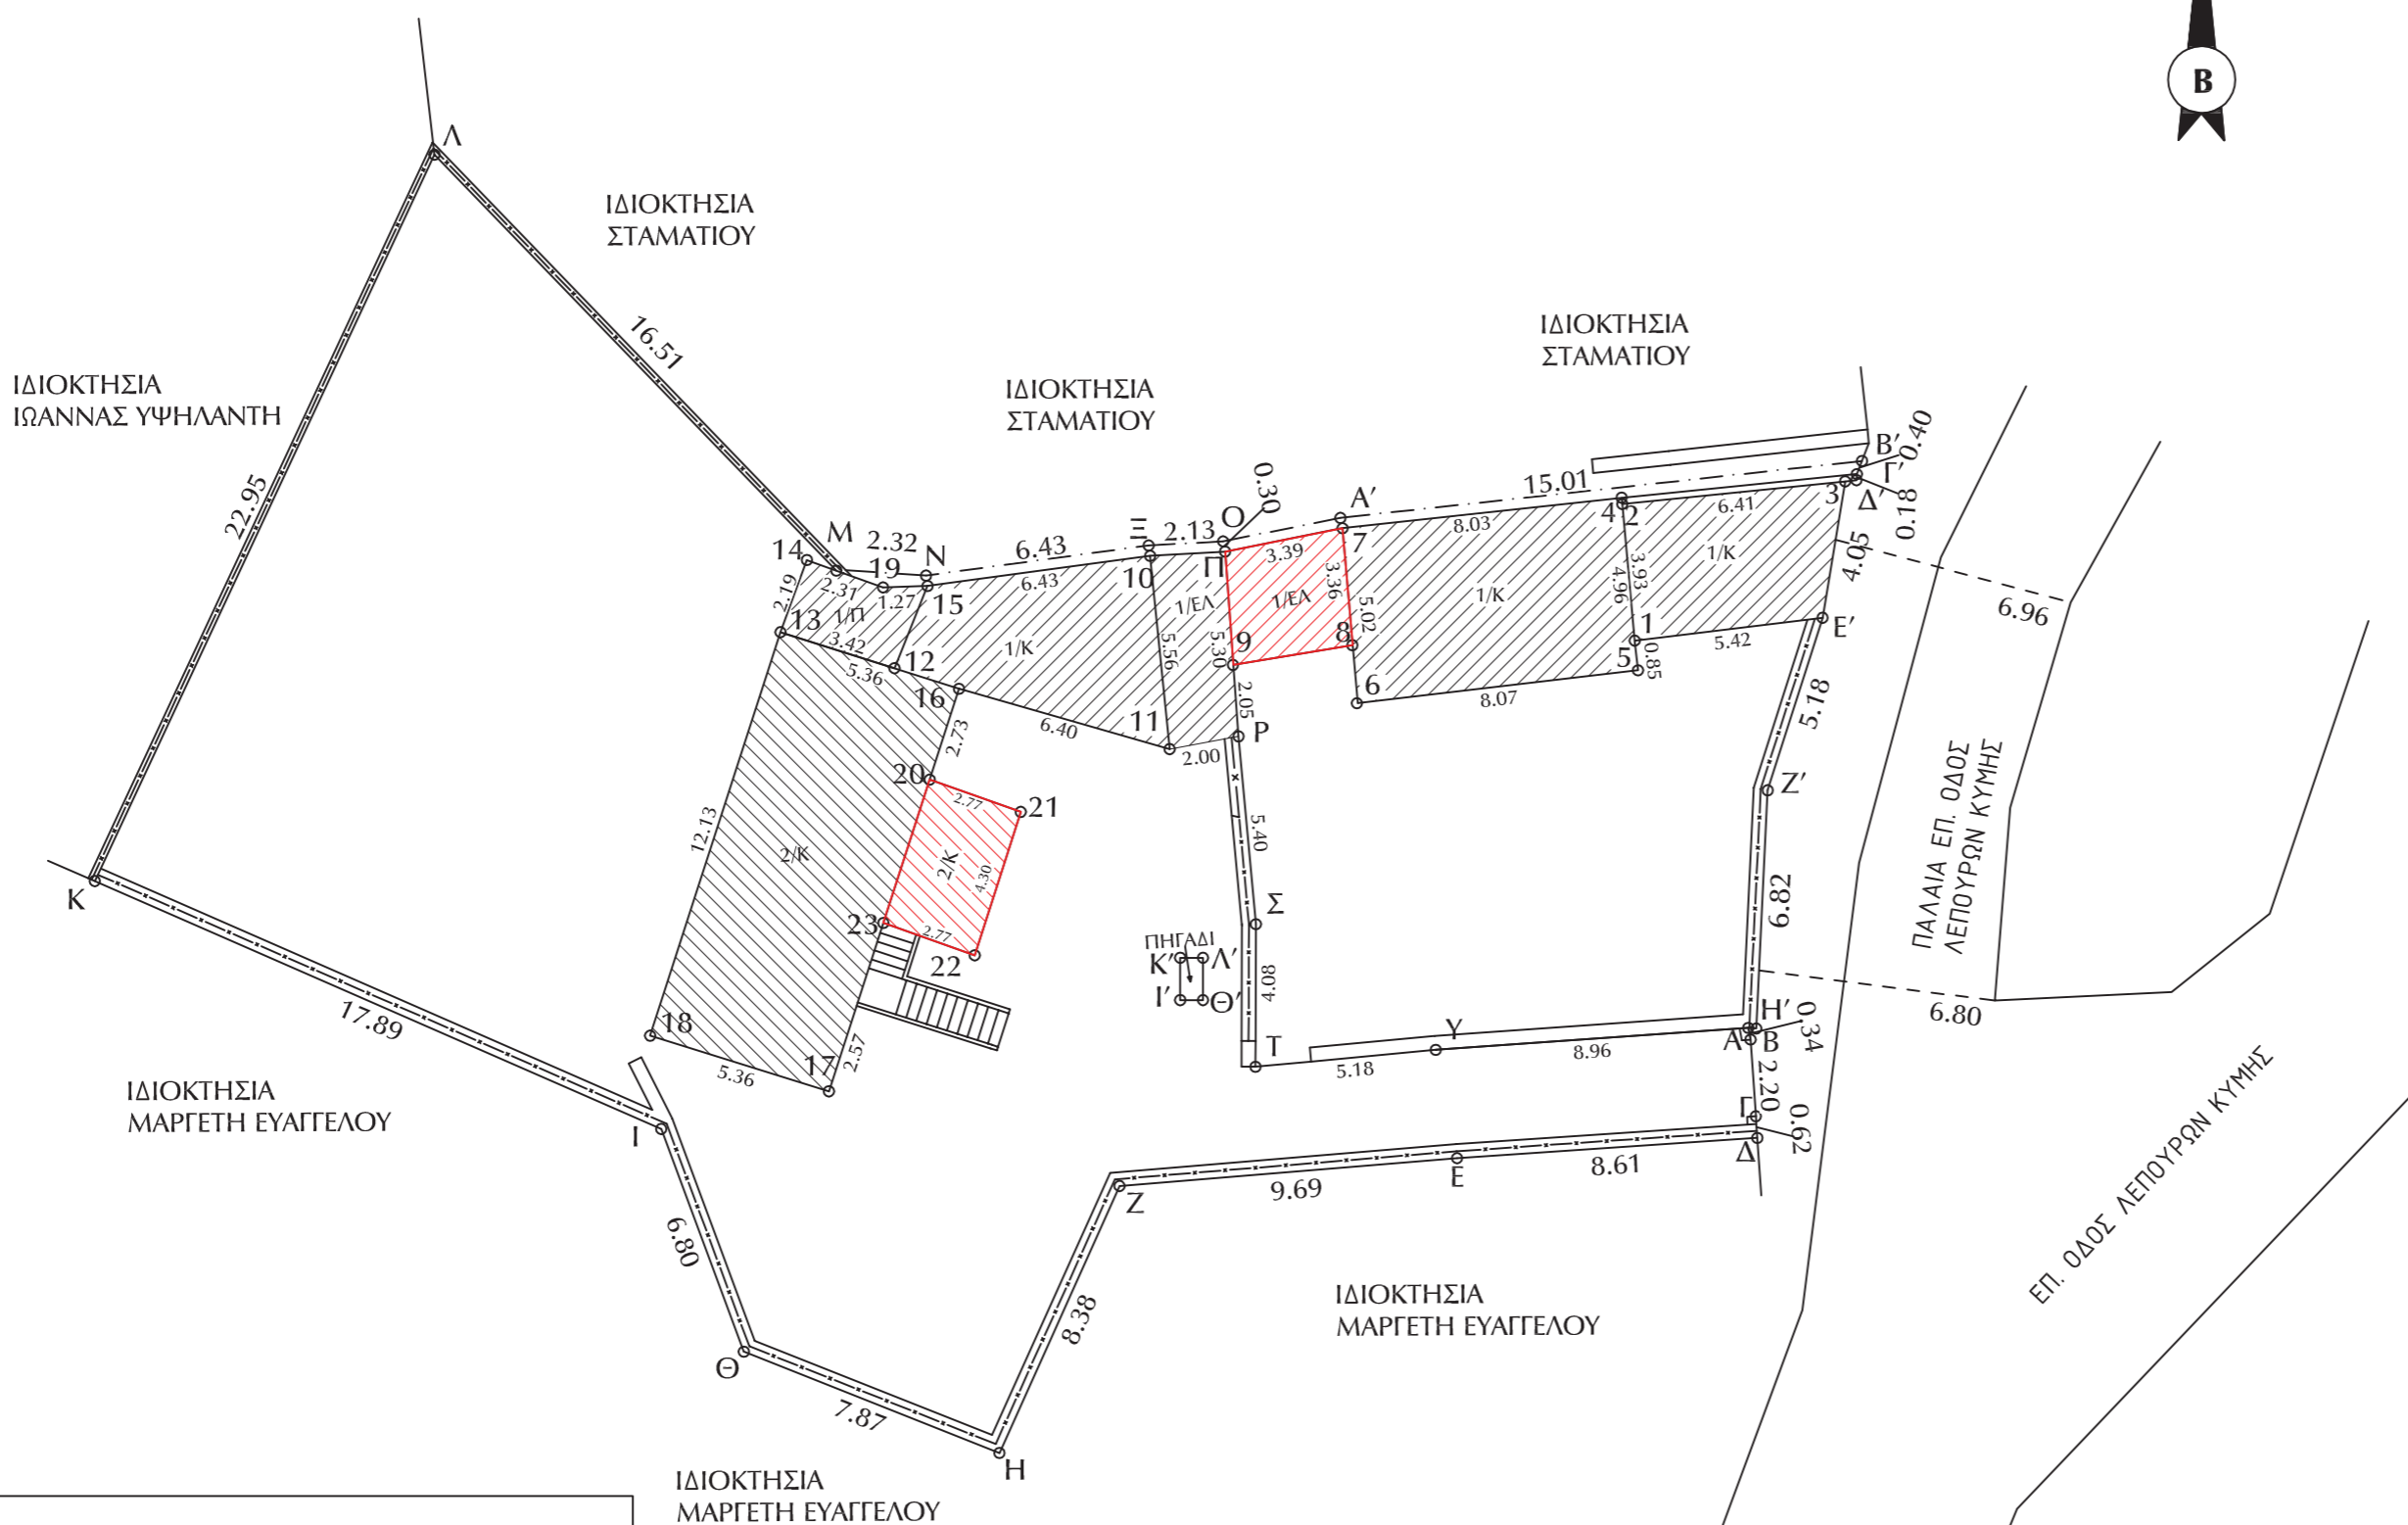 Β
Λ
ΙΔΙΟΚΤΗΣΙΑ
ΣΤΑΜΑΤΙΟΥ
ΙΔΙΟΚΤΗΣΙΑ
ΣΤΑΜΑΤΙΟΥ
16.51
ΙΔΙΟΚΤΗΣΙΑ
ΙΩΑΝΝΑΣ ΥΨΗΛΑΝΤΗ
ΙΔΙΟΚΤΗΣΙΑ
ΣΤΑΜΑΤΙΟΥ
22.95
Β′
0.40
Γ′
Δ′
0.18
15.01
0.30
Α′
Ο
2.13
Ξ
6.43
Ν
2.32
Μ
14
19
2.31
1.27
15
2.19
1/Π
13
3.42
12
5.36
16
6.43
1/Κ
10
5.56
1/ΕΛ
Π
3.39
1/ΕΛ
5.30
9
3.36
8
7
5.02
8.03
1/Κ
4
2
3.93
4.96
6.41
1/Κ
3
4.05
6.96
Ε′
1
5
0.85
5.42
6
8.07
2.05
Ρ
11
2.00
6.40
2.73
20
2.77
21
2/Κ
4.30
23
2.77
22
12.13
2/Κ
18
5.36
17
2.57
5.18
Ζ′
6.82
ΠΑΛΑΙΑ ΕΠ. ΟΔΟΣ
ΛΕΠΟΥΡΩΝ ΚΥΜΗΣ
5.40
Σ
ΠΗΓΑΔΙ
Κ′
Λ′
Ι′
Θ′
4.08
Τ
5.18
Υ
8.96
Η′
Α
Β
0.34
6.80
2.20
Γ
0.62
Δ
8.61
Ε
9.69
Ζ
8.38
Η
7.87
Θ
6.80
Ι
17.89
Κ
ΙΔΙΟΚΤΗΣΙΑ
ΜΑΡΓΕΤΗ ΕΥΑΓΓΕΛΟΥ
ΕΠ. ΟΔΟΣ ΛΕΠΟΥΡΩΝ ΚΥΜΗΣ
ΙΔΙΟΚΤΗΣΙΑ
ΜΑΡΓΕΤΗ ΕΥΑΓΓΕΛΟΥ
ΙΔΙΟΚΤΗΣΙΑ
ΜΑΡΓΕΤΗ ΕΥΑΓΓΕΛΟΥ